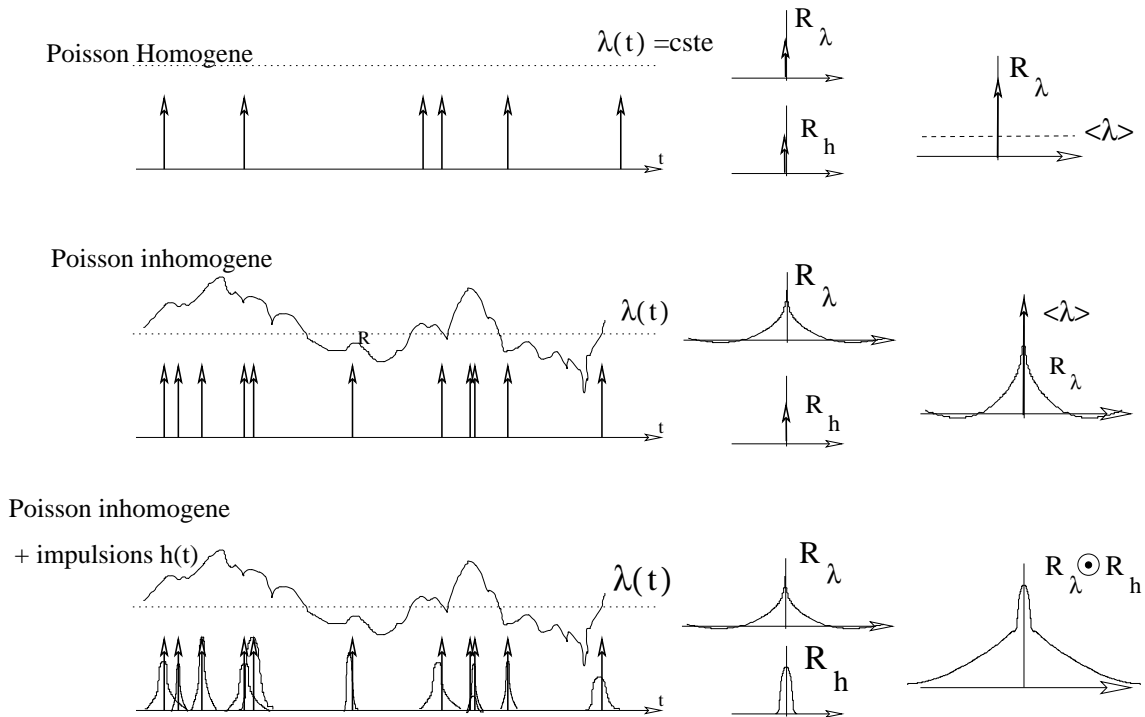 Poisson Homogene
λ(t) =cste
R λ
R h
R λ
<λ>
t
Poisson inhomogene
λ(t)
R
R λ
R h
<λ>
R λ
t
Poisson inhomogene
+ impulsions h(t)
λ(t)
R λ
R h
R λ ⊙ R h
t